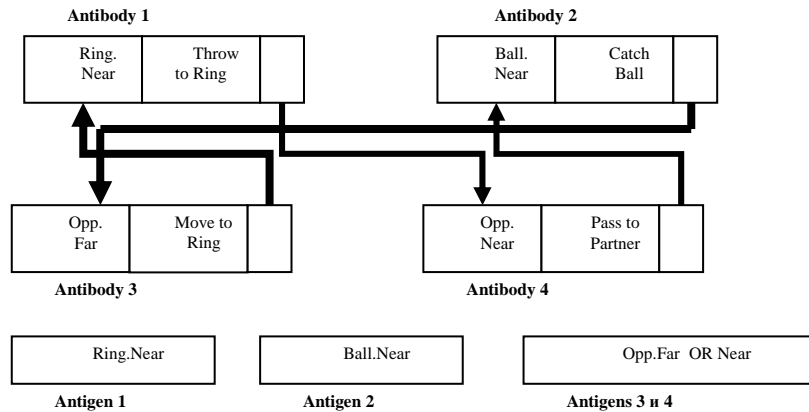 Antibody 1
Antibody 2
Ring.
Near
Throw
to Ring
Ball.
Near
Catch
Ball
Opp.
Far
Move to
Ring
Opp.
Near
Pass to
Partner
Antibody 3
Antibody 4
Ring.Near
Ball.Near
Opp.Far OR Near
Antigen 1
Antigen 2
Antigens 3 и 4